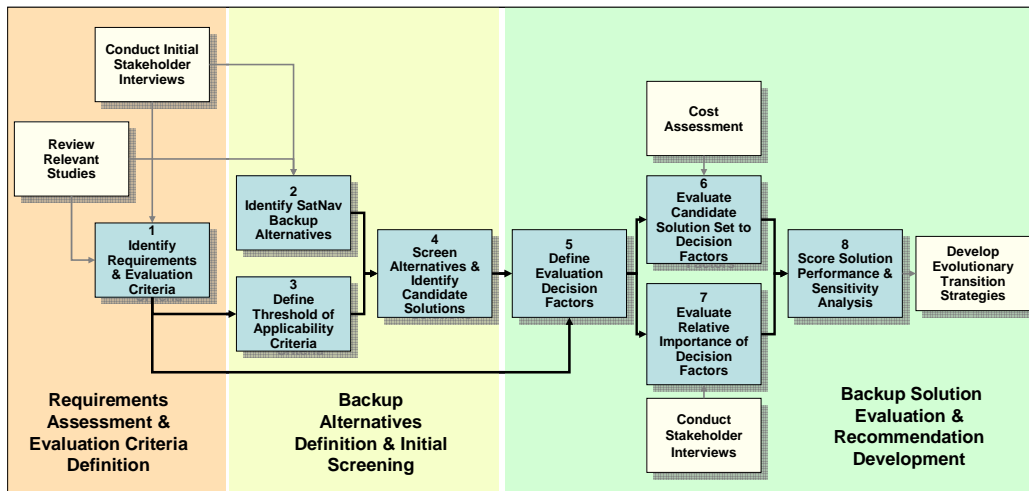 Conduct Initial
Stakeholder
Interviews
Review
Relevant
Studies
1
Identify
Requirements
& Evaluation
Criteria
Requirements
Assessment &
Evaluation Criteria
Definition
2
Identify SatNav
Backup
Alternatives
3
Define
Threshold of
Applicability
Criteria
4
Screen
Alternatives &
Identify
Candidate
Solutions
Backup
Alternatives
Definition & Initial
Screening
5
Define
Evaluation
Decision
Factors
Cost
Assessment
6
Evaluate
Candidate
Solution Set to
Decision
Factors
7
Evaluate
Relative
Importance of
Decision
Factors
Conduct
Stakeholder
Interviews
8
Score Solution
Performance &
Sensitivity
Analysis
Develop
Evolutionary
Transition
Strategies
Backup Solution
Evaluation &
Recommendation
Development